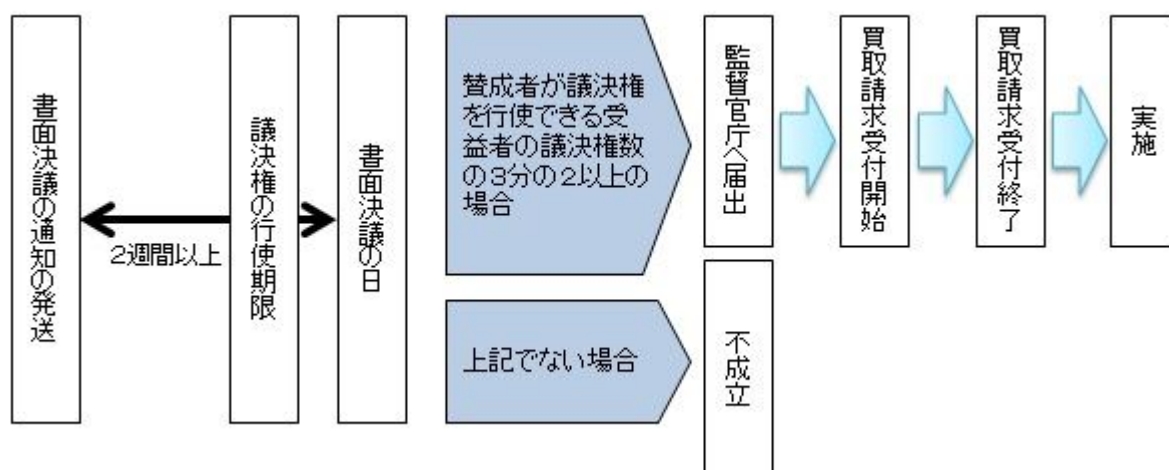 書面決議の通知の発送
2週間以上
議決権の行使期限
書面決議の日
賛成者が議決権
を行使できる受
益者の議決権数
の3分の2以上の
場合
上記でない場合
監督官庁へ届出
不成立
買取請求受付開始
買取請求受付終了
実施